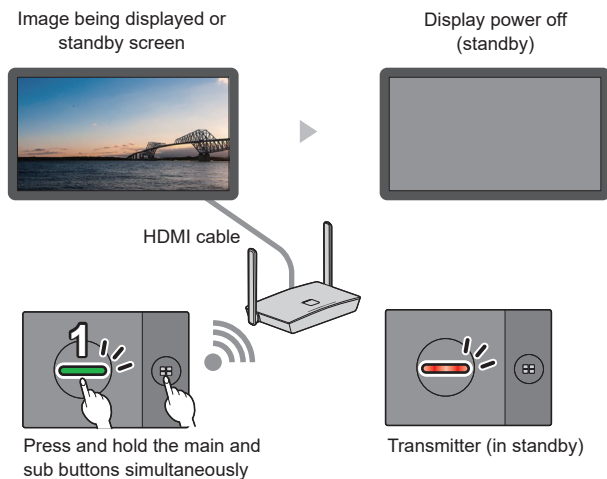 Image being displayed or
standby screen
Display power off
(standby)
HDMI cable
1
Press and hold the main and
sub buttons simultaneously
Transmitter (in standby)